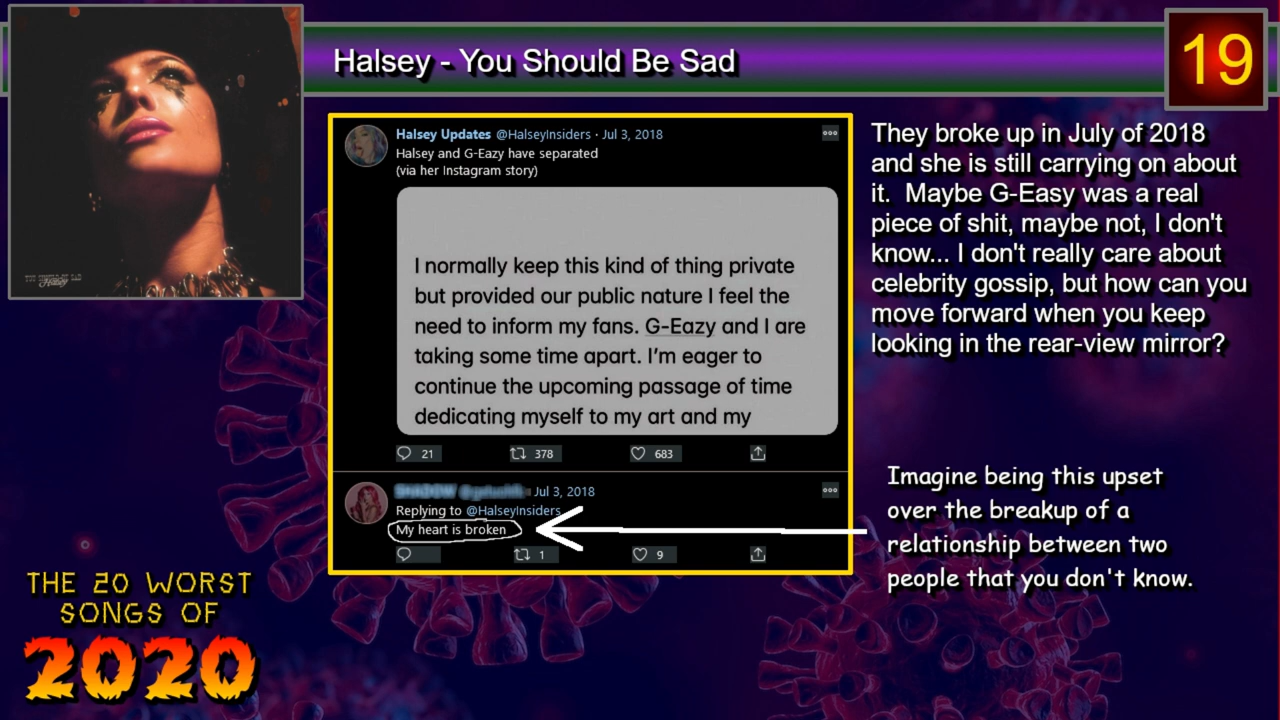 Halsey - You Should Be Sad
19
Halsey Updates @HalseyInsiders · Jul 3, 2018
Halsey and G-Eazy have separated
(via her Instagram story)
I normally keep this kind of thing private
but provided our public nature I feel the
need to inform my fans. G-Eazy and I are
taking some time apart. I'm eager to
continue the upcoming passage of time
dedicating myself to my art and my
21 378 683
Jul 3, 2018
Replying to @HalseyInsiders
My heart is broken
1 9
They broke up in July of 2018
and she is still carrying on about
it. Maybe G-Easy was a real
piece of shit, maybe not, I don't
know... I don't really care about
celebrity gossip, but how can you
move forward when you keep
looking in the rear-view mirror?
Imagine being this upset
over the breakup of a
relationship between two
people that you don't know.
THE 20 WORST
SONGS OF
2020